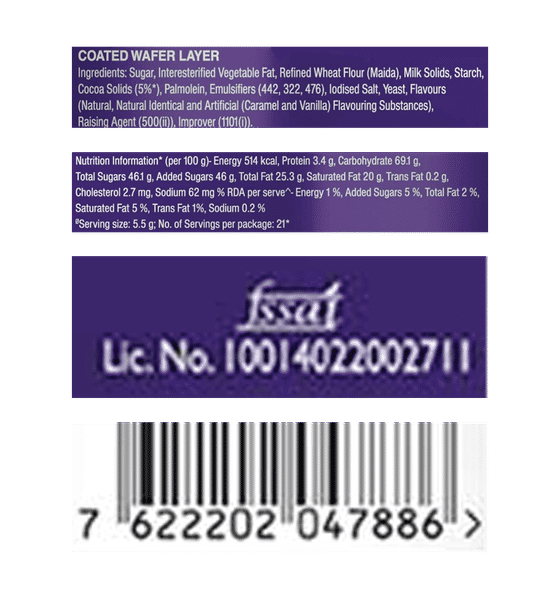 COATED WAFER LAYER
Ingredients: Sugar, Interesterified Vegetable Fat, Refined Wheat Flour (Maida), Milk Solids, Starch,
Cocoa Solids (5%*), Palmolein, Emulsifiers (442, 322, 476), Iodised Salt, Yeast, Flavours
(Natural, Natural Identical and Artificial (Caramel and Vanilla) Flavouring Substances),
Raising Agent (500(ii)), Improver (1101(i)).
Nutrition Information* (per 100 g)- Energy 514 kcal, Protein 3.4 g, Carbohydrate 69.1 g,
Total Sugars 46.1 g, Added Sugars 46 g, Total Fat 25.3 g, Saturated Fat 20 g, Trans Fat 0.2 g,
Cholesterol 2.7 mg, Sodium 62 mg % RDA per serve^- Energy 1 %, Added Sugars 5 %, Total Fat 2 %,
Saturated Fat 5 %, Trans Fat 1%, Sodium 0.2 %
ØServing size: 5.5 g; No. of Servings per package: 21*
fssai
Lic. No. 10014022002711
7 622202 047886 >